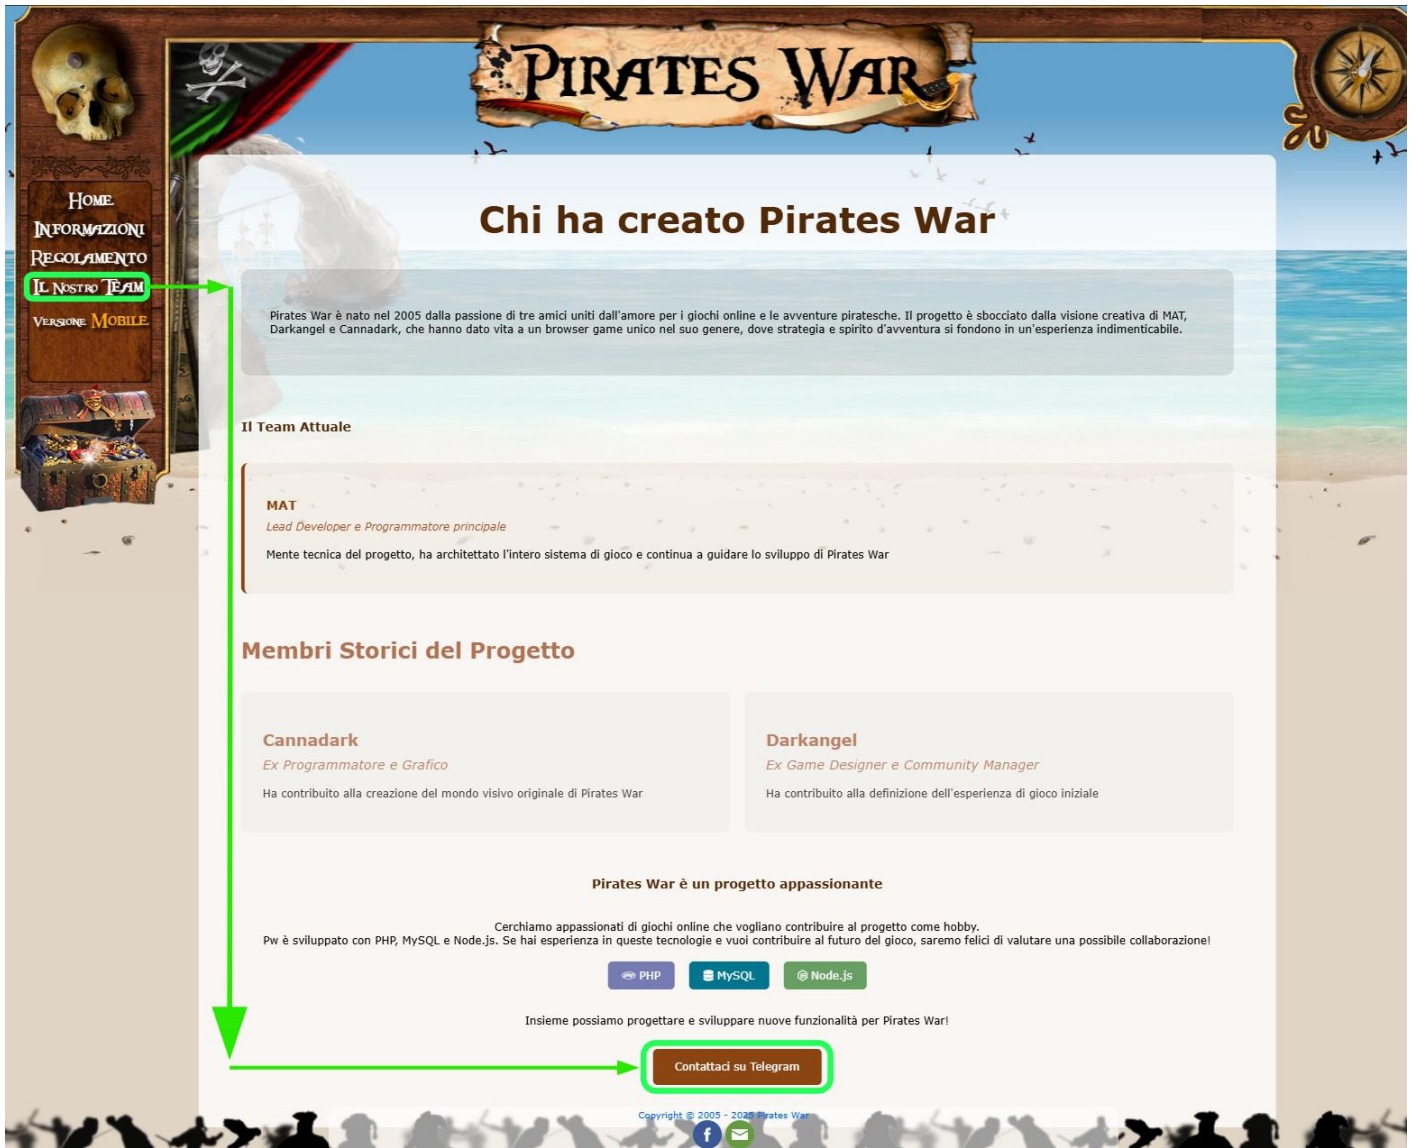 PIRATES WAR
HOME
INFORMAZIONI
REGOLAMENTO
IL NOSTRO TEAM
VERSIONE MOBILE
Chi ha creato Pirates War
Pirates War è nato nel 2005 dalla passione di tre amici uniti dall'amore per i giochi online e le avventure piratesche. Il progetto è sbocciato dalla visione creativa di MAT,
Darkangel e Cannadark, che hanno dato vita a un browser game unico nel suo genere, dove strategia e spirito d'avventura si fondono in un'esperienza indimenticabile.
Il Team Attuale
MAT
Lead Developer e Programmatore principale
Mente tecnica del progetto, ha architettato l'intero sistema di gioco e continua a guidare lo sviluppo di Pirates War
Membri Storici del Progetto
Cannadark
Ex Programmatore e Grafico
Ha contribuito alla creazione del mondo visivo originale di Pirates War
Darkangel
Ex Game Designer e Community Manager
Ha contribuito alla definizione dell'esperienza di gioco iniziale
Pirates War è un progetto appassionante
Cerchiamo appassionati di giochi online che vogliano contribuire al progetto come hobby.
Pw è sviluppato con PHP, MySQL e Node.js. Se hai esperienza in queste tecnologie e vuoi contribuire al futuro del gioco, saremo felici di valutare una possibile collaborazione!
PHP MySQL Node.js
Insieme possiamo progettare e sviluppare nuove funzionalità per Pirates War!
Contattaci su Telegram
Copyright © 2005 - 2025 Pirates War